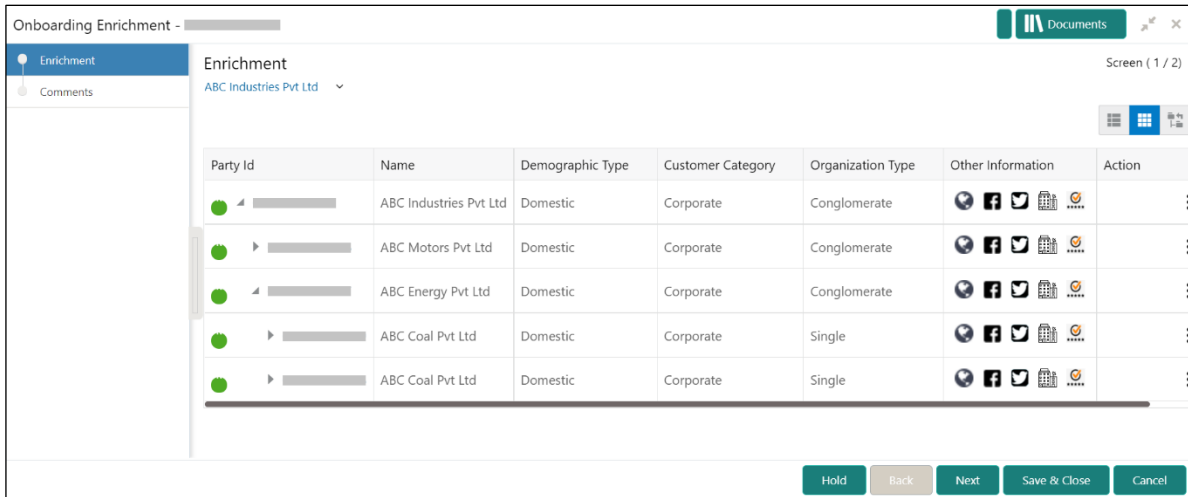 Onboarding Enrichment -
Documents
Enrichment
Comments
Enrichment
Screen ( 1 / 2)
ABC Industries Pvt Ltd
Party Id Name Demographic Type Customer Category Organization Type Other Information Action
ABC Industries Pvt Ltd Domestic Corporate Conglomerate
ABC Motors Pvt Ltd Domestic Corporate Conglomerate
ABC Energy Pvt Ltd Domestic Corporate Conglomerate
ABC Coal Pvt Ltd Domestic Corporate Single
ABC Coal Pvt Ltd Domestic Corporate Single
Hold Back Next Save & Close Cancel